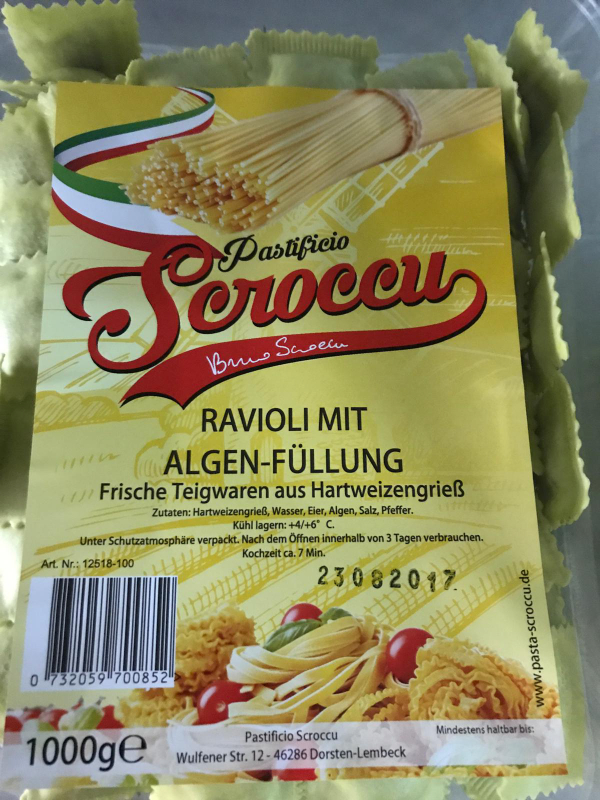 Pastificio
Scroccu
Bruno Scroccu
RAVIOLI MIT
ALGEN-FÜLLUNG
Frische Teigwaren aus Hartweizengrieß
Zutaten: Hartweizengrieß, Wasser, Eier, Algen, Salz, Pfeffer.
Kühl lagern: +4/+6° C.
Unter Schutzatmosphäre verpackt. Nach dem Öffnen innerhalb von 3 Tagen verbrauchen.
Kochzeit ca. 7 Min.
Art. Nr.: 12518-100
23082017
0 732059 700852
www.pasta-scroccu.de
1000g℮
Pastificio Scroccu
Wulfener Str. 12 - 46286 Dorsten-Lembeck
Mindestens haltbar bis: